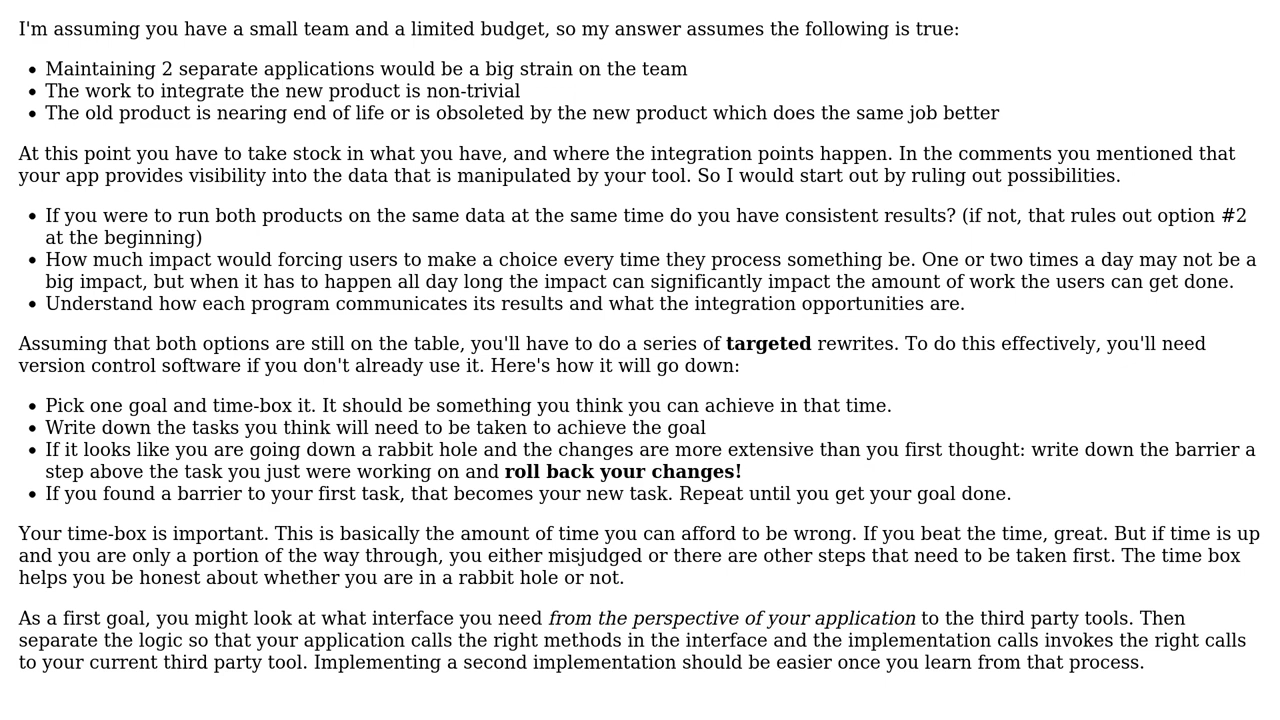 I'm assuming you have a small team and a limited budget, so my answer assumes the following is true:
• Maintaining 2 separate applications would be a big strain on the team
• The work to integrate the new product is non-trivial
• The old product is nearing end of life or is obsoleted by the new product which does the same job better
At this point you have to take stock in what you have, and where the integration points happen. In the comments you mentioned that
your app provides visibility into the data that is manipulated by your tool. So I would start out by ruling out possibilities.
• If you were to run both products on the same data at the same time do you have consistent results? (if not, that rules out option #2
at the beginning)
• How much impact would forcing users to make a choice every time they process something be. One or two times a day may not be a
big impact, but when it has to happen all day long the impact can significantly impact the amount of work the users can get done.
• Understand how each program communicates its results and what the integration opportunities are.
Assuming that both options are still on the table, you'll have to do a series of targeted rewrites. To do this effectively, you'll need
version control software if you don't already use it. Here's how it will go down:
• Pick one goal and time-box it. It should be something you think you can achieve in that time.
• Write down the tasks you think will need to be taken to achieve the goal
• If it looks like you are going down a rabbit hole and the changes are more extensive than you first thought: write down the barrier a
step above the task you just were working on and roll back your changes!
• If you found a barrier to your first task, that becomes your new task. Repeat until you get your goal done.
Your time-box is important. This is basically the amount of time you can afford to be wrong. If you beat the time, great. But if time is up
and you are only a portion of the way through, you either misjudged or there are other steps that need to be taken first. The time box
helps you be honest about whether you are in a rabbit hole or not.
As a first goal, you might look at what interface you need from the perspective of your application to the third party tools. Then
separate the logic so that your application calls the right methods in the interface and the implementation calls invokes the right calls
to your current third party tool. Implementing a second implementation should be easier once you learn from that process.